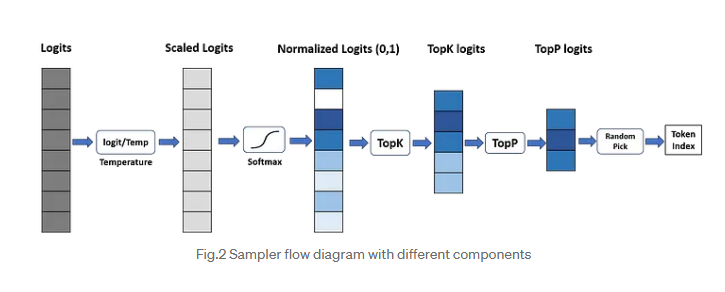 Logits
Scaled Logits
Normalized Logits (0,1)
TopK logits
TopP logits
logit/Temp
Temperature
Softmax
TopK
TopP
Random
Pick
Token
Index
Fig.2 Sampler flow diagram with different components